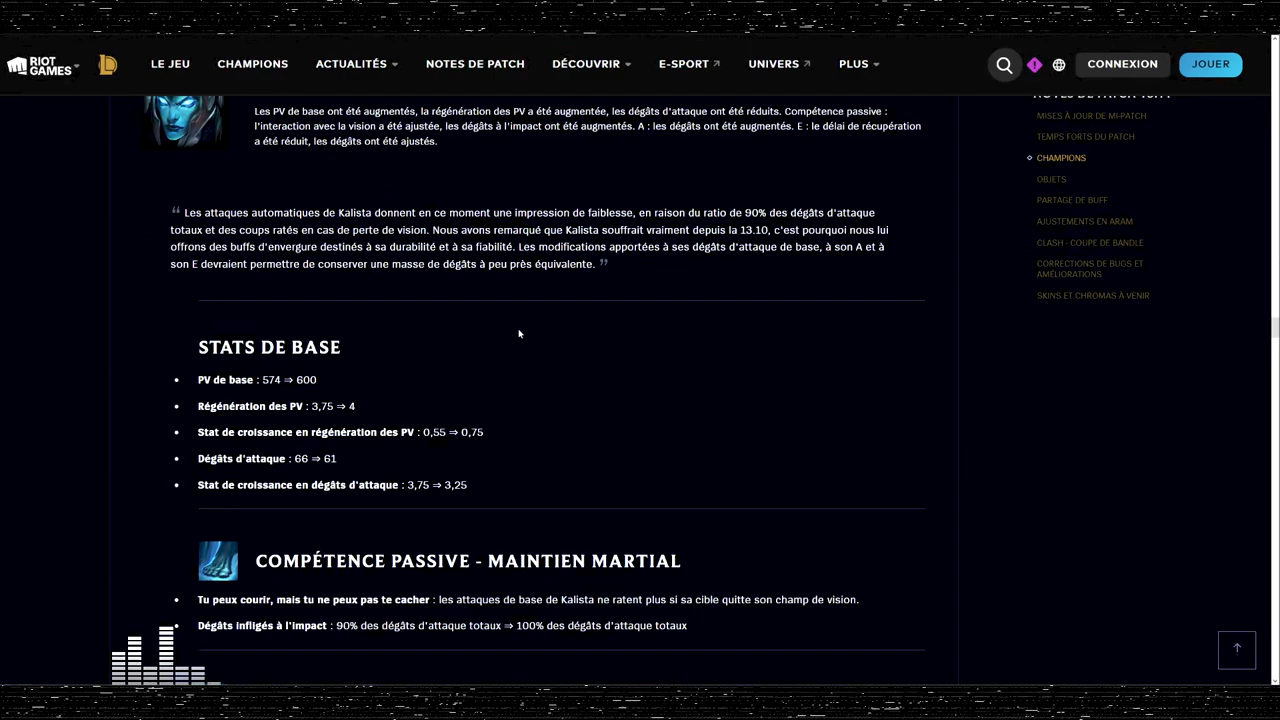 RIOT GAMES
LE JEU
CHAMPIONS
ACTUALITÉS
NOTES DE PATCH
DÉCOUVRIR
E-SPORT
UNIVERS
PLUS
CONNEXION
JOUER
Les PV de base ont été augmentés, la régénération des PV a été augmentée, les dégâts d'attaque ont été réduits. Compétence passive :
l'interaction avec la vision a été ajustée, les dégâts à l'impact ont été augmentés. A : les dégâts ont été augmentés. E : le délai de récupération
a été réduit, les dégâts ont été ajustés.
“ Les attaques automatiques de Kalista donnent en ce moment une impression de faiblesse, en raison du ratio de 90% des dégâts d'attaque
totaux et des coups ratés en cas de perte de vision. Nous avons remarqué que Kalista souffrait vraiment depuis la 13.10, c'est pourquoi nous lui
offrons des buffs d'envergure destinés à sa durabilité et à sa fiabilité. Les modifications apportées à ses dégâts d'attaque de base, à son A et à
son E devraient permettre de conserver une masse de dégâts à peu près équivalente. ”
STATS DE BASE
• PV de base : 574 ⇒ 600
• Régénération des PV : 3,75 ⇒ 4
• Stat de croissance en régénération des PV : 0,55 ⇒ 0,75
• Dégâts d'attaque : 66 ⇒ 61
• Stat de croissance en dégâts d'attaque : 3,75 ⇒ 3,25
COMPÉTENCE PASSIVE - MAINTIEN MARTIAL
• Tu peux courir, mais tu ne peux pas te cacher : les attaques de base de Kalista ne ratent plus si sa cible quitte son champ de vision.
• Dégâts infligés à l'impact : 90% des dégâts d'attaque totaux ⇒ 100% des dégâts d'attaque totaux
NOTES DE PATCH
MISES À JOUR DE MI-PATCH
TEMPS FORTS DU PATCH
CHAMPIONS
OBJETS
PARTAGE DE BUFF
AJUSTEMENTS EN ARAM
CLASH - COUPE DE BANDLE
CORRECTIONS DE BUGS ET
AMÉLIORATIONS
SKINS ET CHROMAS À VENIR